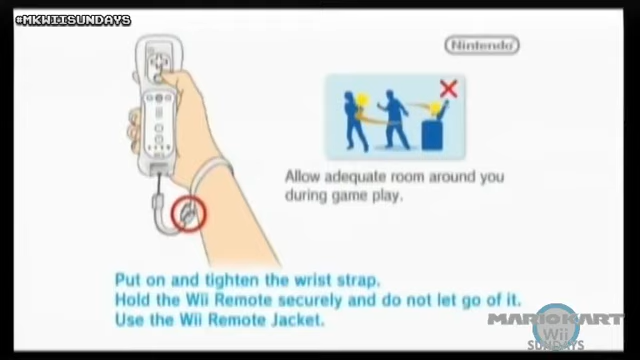 #MKWIISUNDAYS
Nintendo
Allow adequate room around you
during game play.
Put on and tighten the wrist strap.
Hold the Wii Remote securely and do not let go of it.
Use the Wii Remote Jacket.
MARIOKART
Wii
SUNDAYS